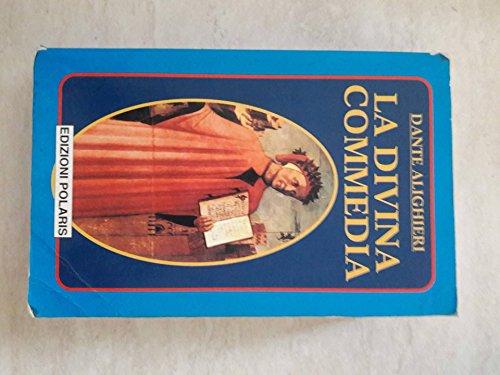 DANTE ALIGHIERI
LA DIVINA
COMMEDIA
EDIZIONI POLARIS